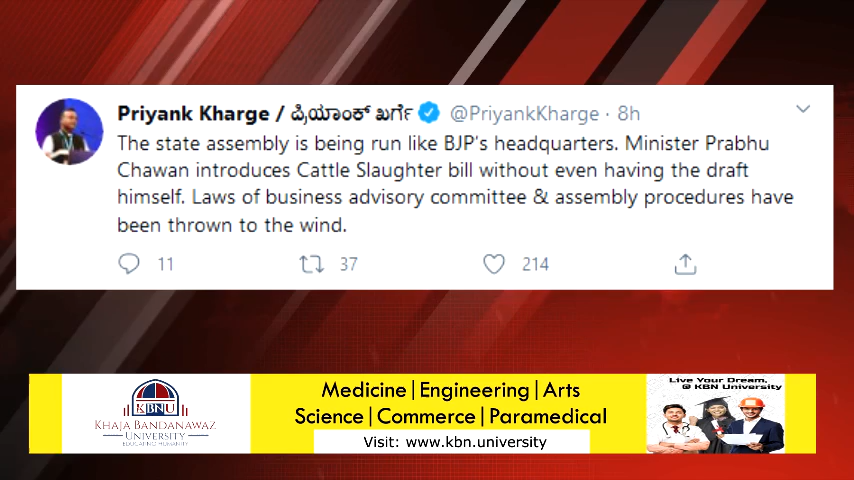 Priyank Kharge / ಪ್ರಿಯಾಂಕ್ ಖರ್ಗೆ @PriyankKharge · 8h
The state assembly is being run like BJP's headquarters. Minister Prabhu
Chawan introduces Cattle Slaughter bill without even having the draft
himself. Laws of business advisory committee & assembly procedures have
been thrown to the wind.
11 37 214
KBNU
KHAJA BANDANAWAZ
UNIVERSITY
EDUCATING HUMANITY
Medicine|Engineering|Arts
Science|Commerce|Paramedical
Visit: www.kbn.university
Live Your Dream,
@ KBN University